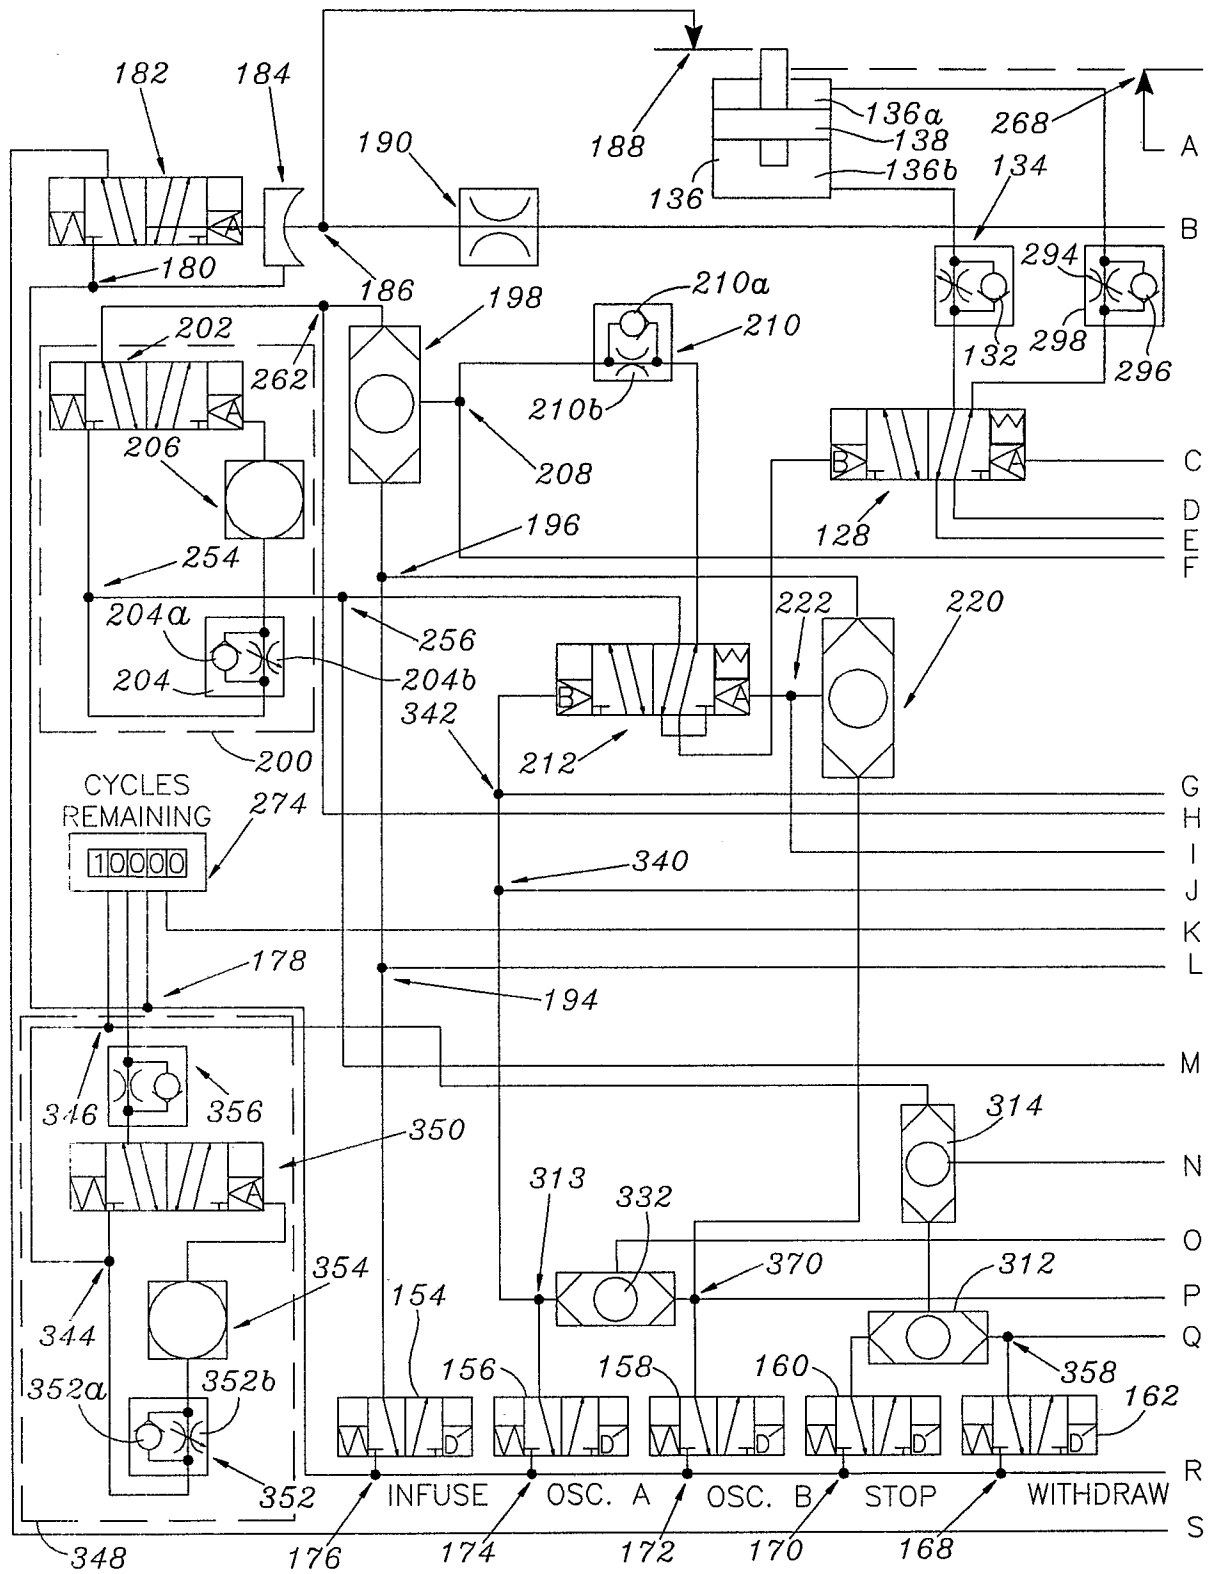 182
184
136a
138
188
136
136b
268
A
190
134
B
180
186
198
210a
210
294
298
132
296
202
A
262
210b
206
208
B
A
C
128
D
E
F
196
254
204a
256
222
220
204
204b
342
B
A
212
200
CYCLES
REMAINING
274
10000
G
H
340
I
J
K
178
L
194
M
346
356
314
350
A
313
332
N
O
354
344
154
370
312
P
Q
352a
352b
156
158
160
358
162
D
D
D
D
D
352
R
INFUSE OSC. A OSC. B STOP WITHDRAW
S
348
176
174
172
170
168
A